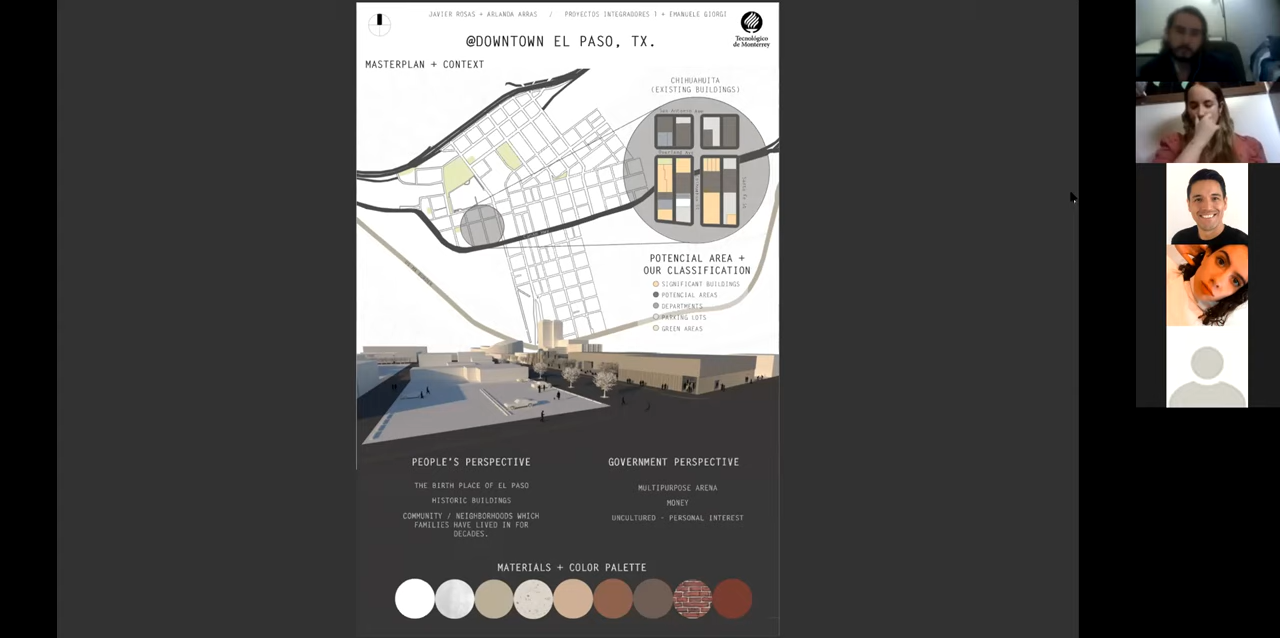 JAVIER ROSAS + ARLANDA ARRAS / PROYECTOS INTEGRADORES 1 + EMANUELE GIORGI
Tecnológico
de Monterrey
@DOWNTOWN EL PASO, TX.
MASTERPLAN + CONTEXT
CHIHUAHUITA
(EXISTING BUILDINGS)
San Antonio Ave
POTENCIAL AREA +
OUR CLASSIFICATION
SIGNIFICANT BUILDINGS
POTENCIAL AREAS
DEPARTMENTS
PARKING LOTS
GREEN AREAS
PEOPLE'S PERSPECTIVE
THE BIRTH PLACE OF EL PASO
HISTORIC BUILDINGS
COMMUNITY / NEIGHBORHOODS WHICH
FAMILIES HAVE LIVED IN FOR
DECADES.
GOVERNMENT PERSPECTIVE
MULTIPURPOSE ARENA
MONEY
UNCULTURED - PERSONAL INTEREST
MATERIALS + COLOR PALETTE